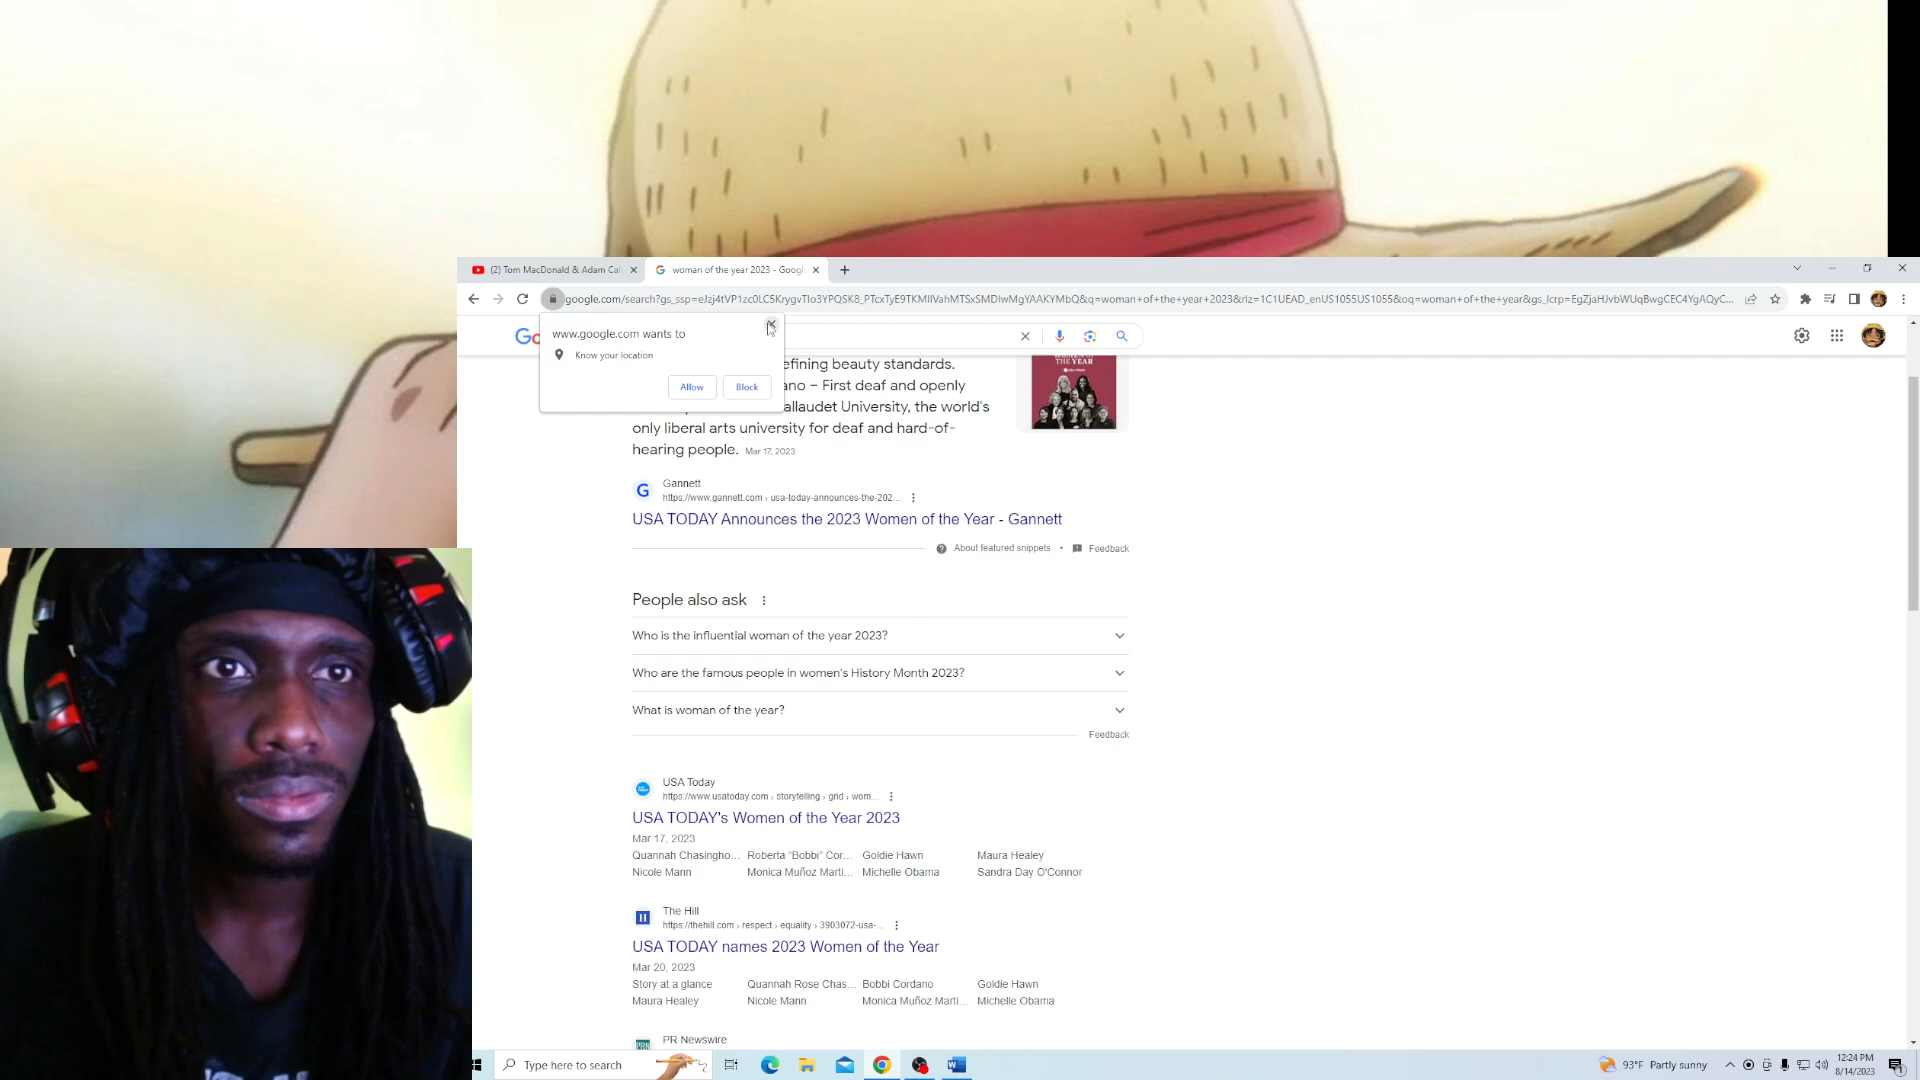 (2) Tom MacDonald & Adam Cal
woman of the year 2023 - Googl
www.google.com wants to
Know your location
Allow
Block
efining beauty standards.
ano – First deaf and openly
allaudet University, the world's
only liberal arts university for deaf and hard-of-
hearing people. Mar 17, 2023
Gannett
https://www.gannett.com › usa-today-announces-the-202...
USA TODAY Announces the 2023 Women of the Year - Gannett
About featured snippets • Feedback
People also ask
Who is the influential woman of the year 2023?
Who are the famous people in women's History Month 2023?
What is woman of the year?
Feedback
USA Today
https://www.usatoday.com › storytelling › grid › wom...
USA TODAY's Women of the Year 2023
Mar 17, 2023
Quannah Chasingho... Roberta "Bobbi" Cor... Goldie Hawn Maura Healey
Nicole Mann Monica Muñoz Marti... Michelle Obama Sandra Day O'Connor
The Hill
https://thehill.com › respect › equality › 3903072-usa-...
USA TODAY names 2023 Women of the Year
Mar 20, 2023
Story at a glance Quannah Rose Chas... Bobbi Cordano Goldie Hawn
Maura Healey Nicole Mann Monica Muñoz Marti... Michelle Obama
PR Newswire
Type here to search
93°F Partly sunny
12:24 PM
8/14/2023